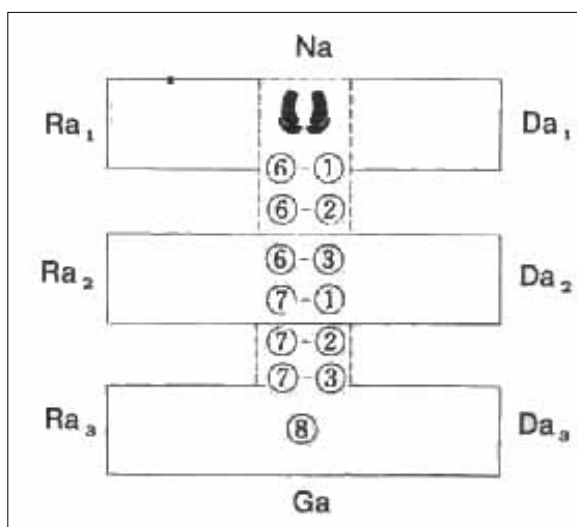 Na
Ra₁ Da₁
⑥-①
⑥-②
Ra₂ ⑥-③ Da₂
⑦-①
⑦-②
⑦-③
Ra₃ ⑧ Da₃
Ga